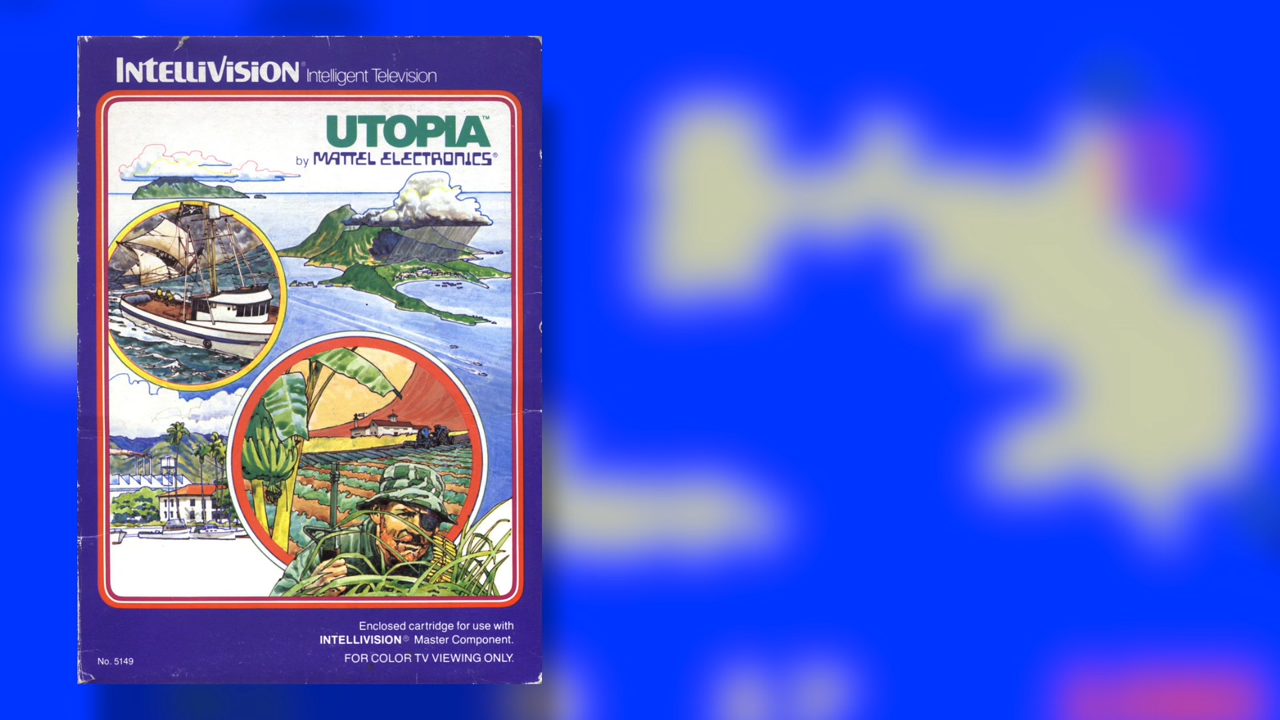 INTELLIVISION® Intelligent Television
UTOPIA™
by MATTEL ELECTRONICS®
Enclosed cartridge for use with
INTELLIVISION® Master Component.
FOR COLOR TV VIEWING ONLY.
No. 5149